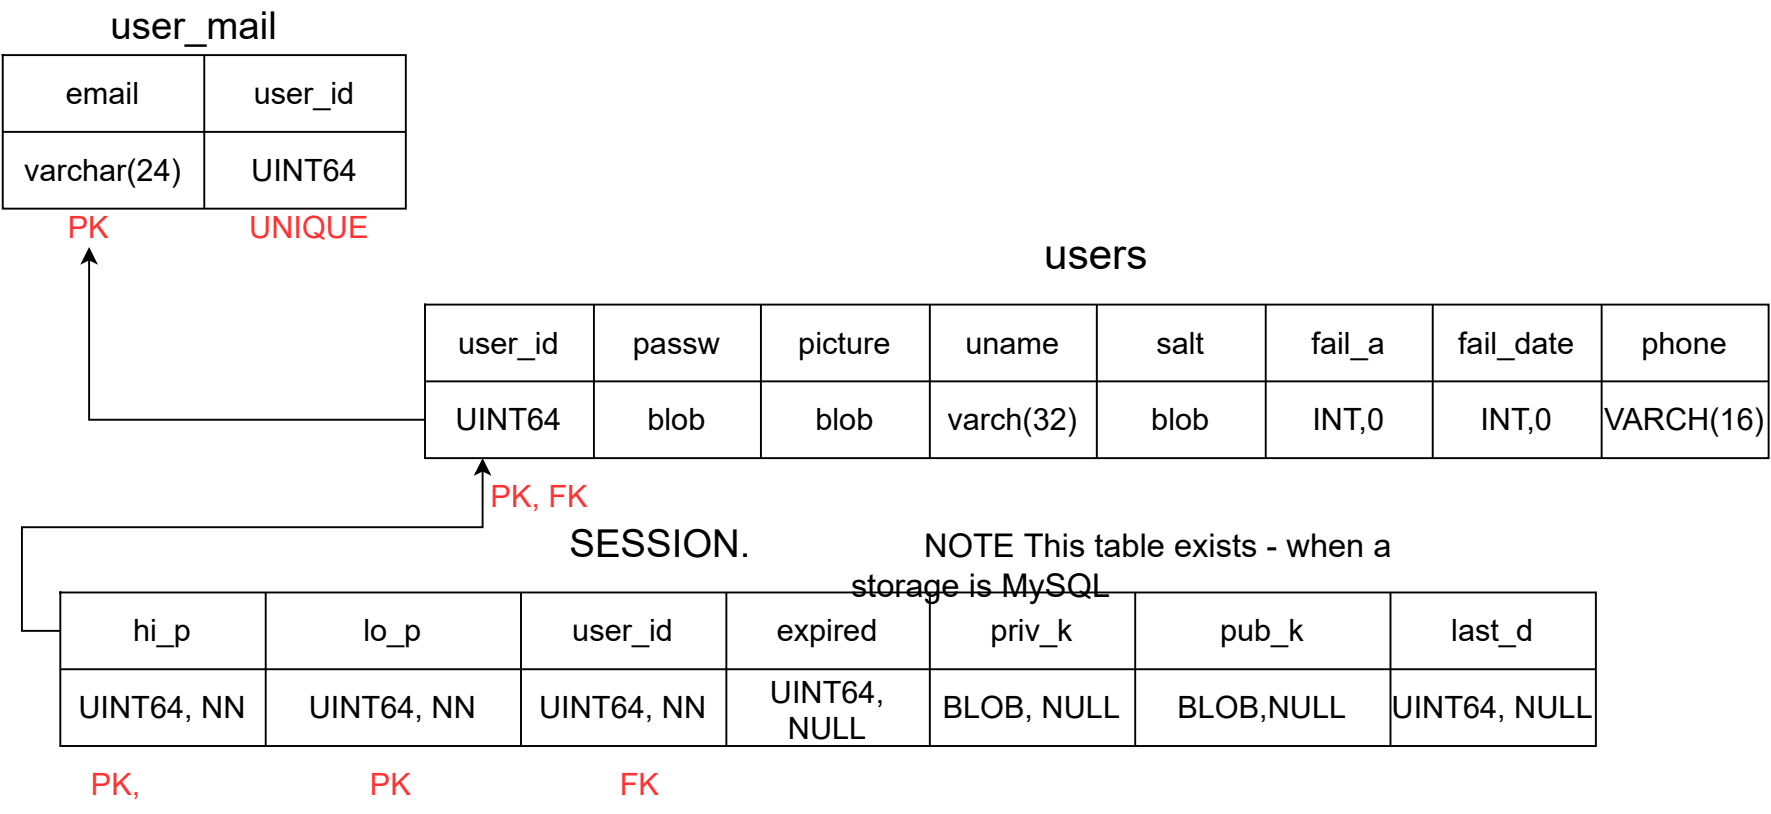 user_mail
email user_id
varchar(24) UINT64
PK UNIQUE
users
user_id passw picture uname salt fail_a fail_date phone
UINT64 blob blob varch(32) blob INT,0 INT,0 VARCH(16)
PK, FK
SESSION. NOTE This table exists - when a
storage is MySQL
hi_p lo_p user_id expired priv_k pub_k last_d
UINT64, NN UINT64, NN UINT64, NN UINT64, NULL BLOB, NULL BLOB,NULL UINT64, NULL
PK, PK FK